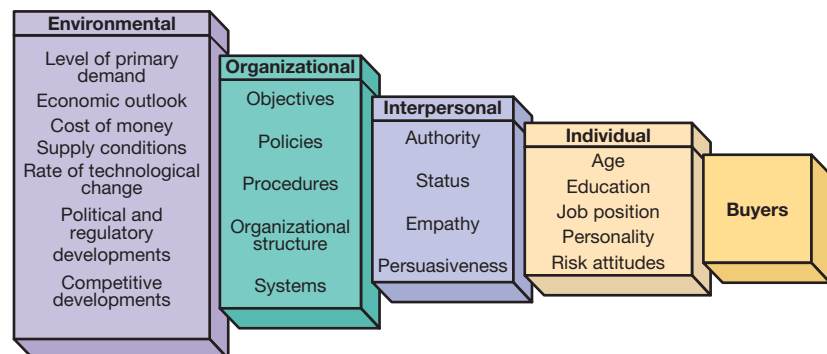 Environmental
Level of primary
demand
Economic outlook
Cost of money
Supply conditions
Rate of technological
change
Political and
regulatory
developments
Competitive
developments
Organizational
Objectives
Policies
Procedures
Organizational
structure
Systems
Interpersonal
Authority
Status
Empathy
Persuasiveness
Individual
Age
Education
Job position
Personality
Risk attitudes
Buyers